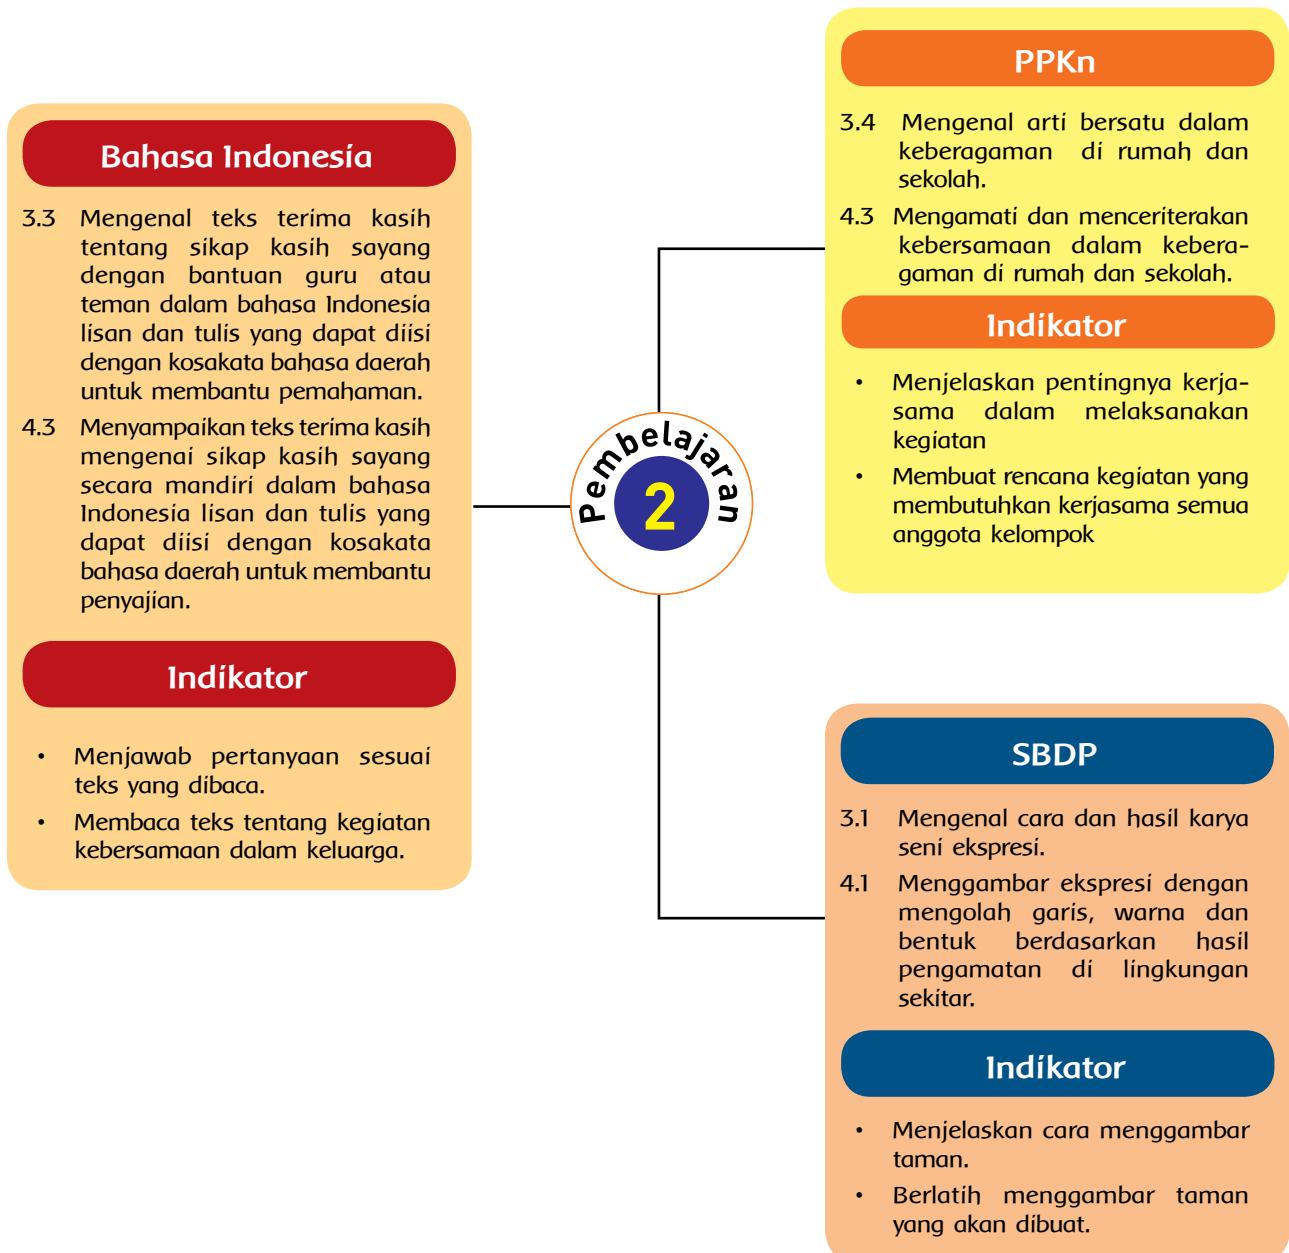 Bahasa Indonesia
3.3 Mengenal teks terima kasih
tentang sikap kasih sayang
dengan bantuan guru atau
teman dalam bahasa Indonesia
lisan dan tulis yang dapat diisi
dengan kosakata bahasa daerah
untuk membantu pemahaman.
4.3 Menyampaikan teks terima kasih
mengenai sikap kasih sayang
secara mandiri dalam bahasa
Indonesia lisan dan tulis yang
dapat diisi dengan kosakata
bahasa daerah untuk membantu
penyajian.
Indikator
• Menjawab pertanyaan sesuai
teks yang dibaca.
• Membaca teks tentang kegiatan
kebersamaan dalam keluarga.
Pembelajaran
2
PPKn
3.4 Mengenal arti bersatu dalam
keberagaman di rumah dan
sekolah.
4.3 Mengamati dan menceriterakan
kebersamaan dalam kebera-
gaman di rumah dan sekolah.
Indikator
• Menjelaskan pentingnya kerja-
sama dalam melaksanakan
kegiatan
• Membuat rencana kegiatan yang
membutuhkan kerjasama semua
anggota kelompok
SBDP
3.1 Mengenal cara dan hasil karya
seni ekspresi.
4.1 Menggambar ekspresi dengan
mengolah garis, warna dan
bentuk berdasarkan hasil
pengamatan di lingkungan
sekitar.
Indikator
• Menjelaskan cara menggambar
taman.
• Berlatih menggambar taman
yang akan dibuat.